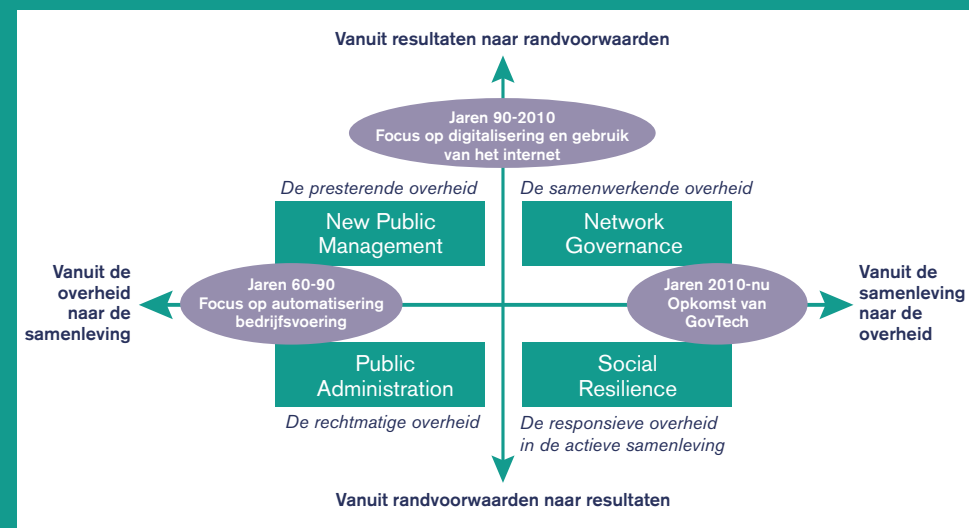 Vanuit resultaten naar randvoorwaarden
Jaren 90-2010
Focus op digitalisering en gebruik
van het internet
De presterende overheid
De samenwerkende overheid
New Public
Management
Network
Governance
Vanuit de
overheid
naar de
samenleving
Jaren 60-90
Focus op automatisering
bedrijfsvoering
Jaren 2010-nu
Opkomst van
GovTech
Vanuit de
samenleving
naar de
overheid
Public
Administration
Social
Resilience
De rechtmatige overheid
De responsieve overheid
in de actieve samenleving
Vanuit randvoorwaarden naar resultaten